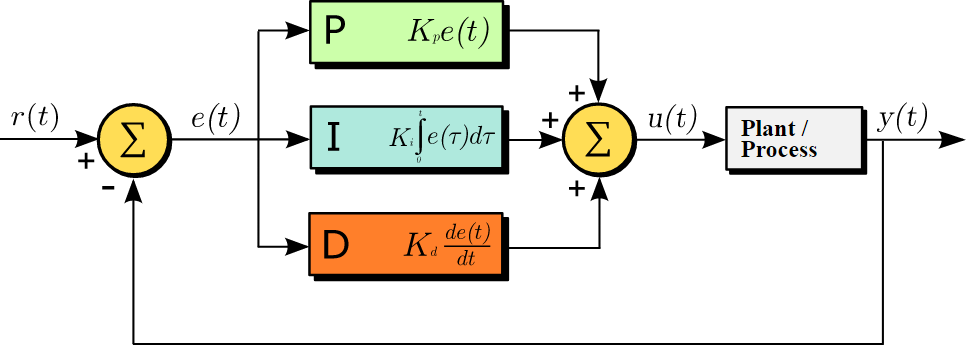 P K_p e(t)
r(t)
+
-
Σ
e(t)
I K_i ∫_0^t e(τ)dτ
D K_d de(t)/dt
+
+
+
Σ
u(t)
Plant /
Process
y(t)